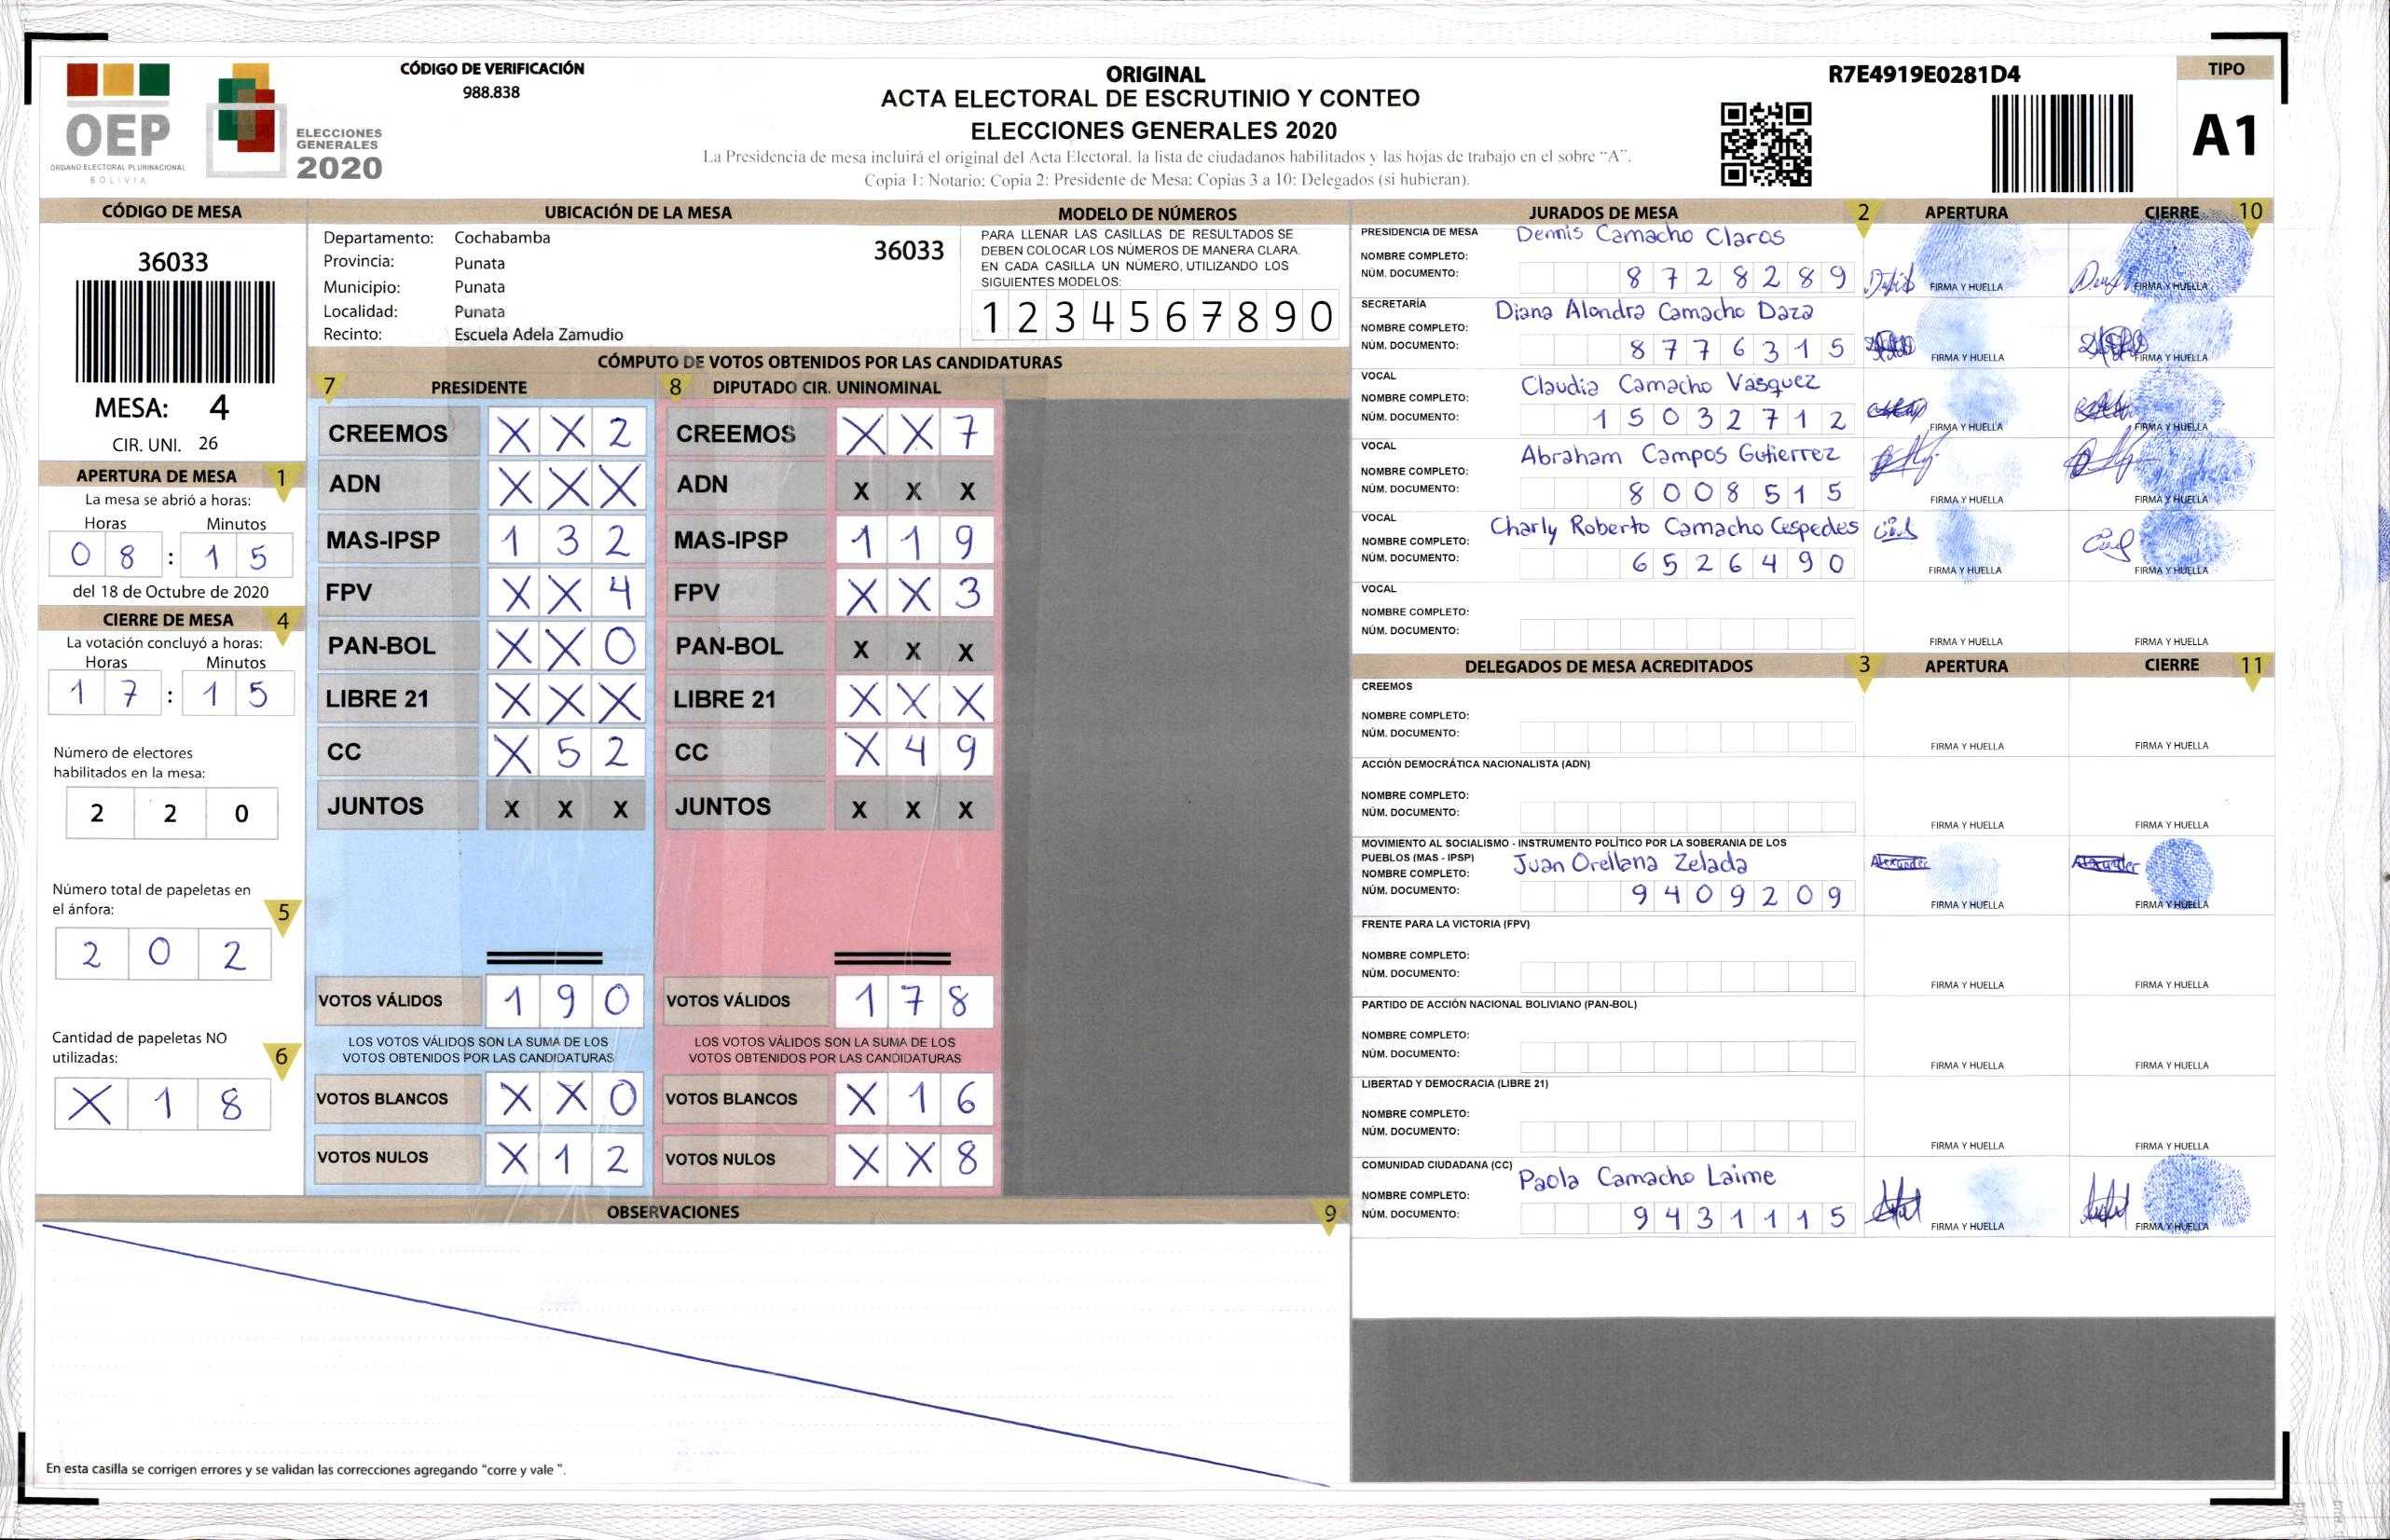 OEP
ÓRGANO ELECTORAL PLURINACIONAL
BOLIVIA
ELECCIONES
GENERALES
2020
CÓDIGO DE VERIFICACIÓN
988.838
ORIGINAL
ACTA ELECTORAL DE ESCRUTINIO Y CONTEO
ELECCIONES GENERALES 2020
La Presidencia de mesa incluirá el original del Acta Electoral, la lista de ciudadanos habilitados y las hojas de trabajo en el sobre “A”.
Copia 1: Notario; Copia 2: Presidente de Mesa; Copias 3 a 10: Delegados (si hubieran).
R7E4919E0281D4
TIPO
A1
CÓDIGO DE MESA
36033
MESA: 4
CIR. UNI. 26
APERTURA DE MESA 1
La mesa se abrió a horas:
Horas Minutos
0 8 : 1 5
del 18 de Octubre de 2020
CIERRE DE MESA 4
La votación concluyó a horas:
Horas Minutos
1 7 : 1 5
Número de electores
habilitados en la mesa:
2 2 0
Número total de papeletas en
el ánfora: 5
2 0 2
Cantidad de papeletas NO
utilizadas: 6
X 1 8
UBICACIÓN DE LA MESA
Departamento: Cochabamba
36033
Provincia: Punata
Municipio: Punata
Localidad: Punata
Recinto: Escuela Adela Zamudio
MODELO DE NÚMEROS
PARA LLENAR LAS CASILLAS DE RESULTADOS SE
DEBEN COLOCAR LOS NÚMEROS DE MANERA CLARA.
EN CADA CASILLA UN NÚMERO, UTILIZANDO LOS
SIGUIENTES MODELOS:
1 2 3 4 5 6 7 8 9 0
CÓMPUTO DE VOTOS OBTENIDOS POR LAS CANDIDATURAS
7 PRESIDENTE
CREEMOS X X 2
ADN X X X
MAS-IPSP 1 3 2
FPV X X 4
PAN-BOL X X 0
LIBRE 21 X X X
CC X 5 2
JUNTOS X X X
VOTOS VÁLIDOS 1 9 0
LOS VOTOS VÁLIDOS SON LA SUMA DE LOS
VOTOS OBTENIDOS POR LAS CANDIDATURAS
VOTOS BLANCOS X X 0
VOTOS NULOS X 1 2
8 DIPUTADO CIR. UNINOMINAL
CREEMOS X X 7
ADN X X X
MAS-IPSP 1 1 9
FPV X X 3
PAN-BOL X X X
LIBRE 21 X X X
CC X 4 9
JUNTOS X X X
VOTOS VÁLIDOS 1 7 8
LOS VOTOS VÁLIDOS SON LA SUMA DE LOS
VOTOS OBTENIDOS POR LAS CANDIDATURAS
VOTOS BLANCOS X 1 6
VOTOS NULOS X X 8
OBSERVACIONES 9
En esta casilla se corrigen errores y se validan las correcciones agregando “corre y vale ”.
JURADOS DE MESA 2 APERTURA CIERRE 10
PRESIDENCIA DE MESA Dennis Camacho Claros
NOMBRE COMPLETO:
NÚM. DOCUMENTO: 8 7 2 8 2 8 9
FIRMA Y HUELLA FIRMA Y HUELLA
SECRETARÍA Diana Alondra Camacho Daza
NOMBRE COMPLETO:
NÚM. DOCUMENTO: 8 7 7 6 3 1 5
FIRMA Y HUELLA FIRMA Y HUELLA
VOCAL Claudia Camacho Vasquez
NOMBRE COMPLETO:
NÚM. DOCUMENTO: 1 5 0 3 2 7 1 2
FIRMA Y HUELLA FIRMA Y HUELLA
VOCAL Abraham Campos Gutierrez
NOMBRE COMPLETO:
NÚM. DOCUMENTO: 8 0 0 8 5 1 5
FIRMA Y HUELLA FIRMA Y HUELLA
VOCAL Charly Roberto Camacho Cespedes
NOMBRE COMPLETO:
NÚM. DOCUMENTO: 6 5 2 6 4 9 0
FIRMA Y HUELLA FIRMA Y HUELLA
VOCAL
NOMBRE COMPLETO:
NÚM. DOCUMENTO:
FIRMA Y HUELLA FIRMA Y HUELLA
DELEGADOS DE MESA ACREDITADOS 3 APERTURA CIERRE 11
CREEMOS
NOMBRE COMPLETO:
NÚM. DOCUMENTO:
FIRMA Y HUELLA FIRMA Y HUELLA
ACCIÓN DEMOCRÁTICA NACIONALISTA (ADN)
NOMBRE COMPLETO:
NÚM. DOCUMENTO:
FIRMA Y HUELLA FIRMA Y HUELLA
MOVIMIENTO AL SOCIALISMO - INSTRUMENTO POLÍTICO POR LA SOBERANIA DE LOS
PUEBLOS (MAS - IPSP) Juan Orellana Zelada
NOMBRE COMPLETO:
NÚM. DOCUMENTO: 9 4 0 9 2 0 9
Alexander Alexander
FIRMA Y HUELLA FIRMA Y HUELLA
FRENTE PARA LA VICTORIA (FPV)
NOMBRE COMPLETO:
NÚM. DOCUMENTO:
FIRMA Y HUELLA FIRMA Y HUELLA
PARTIDO DE ACCIÓN NACIONAL BOLIVIANO (PAN-BOL)
NOMBRE COMPLETO:
NÚM. DOCUMENTO:
FIRMA Y HUELLA FIRMA Y HUELLA
LIBERTAD Y DEMOCRACIA (LIBRE 21)
NOMBRE COMPLETO:
NÚM. DOCUMENTO:
FIRMA Y HUELLA FIRMA Y HUELLA
COMUNIDAD CIUDADANA (CC) Paola Camacho Laime
NOMBRE COMPLETO:
NÚM. DOCUMENTO: 9 4 3 1 1 1 5
FIRMA Y HUELLA FIRMA Y HUELLA